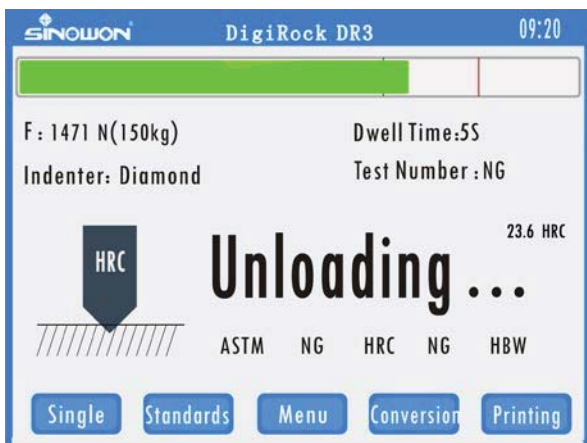 SINOWON DigiRock DR3 09:20
F: 1471 N(150kg) Dwell Time:5S
Indenter: Diamond Test Number :NG
23.6 HRC
HRC Unloading ...
ASTM NG HRC NG HBW
Single Standards Menu Conversion Printing